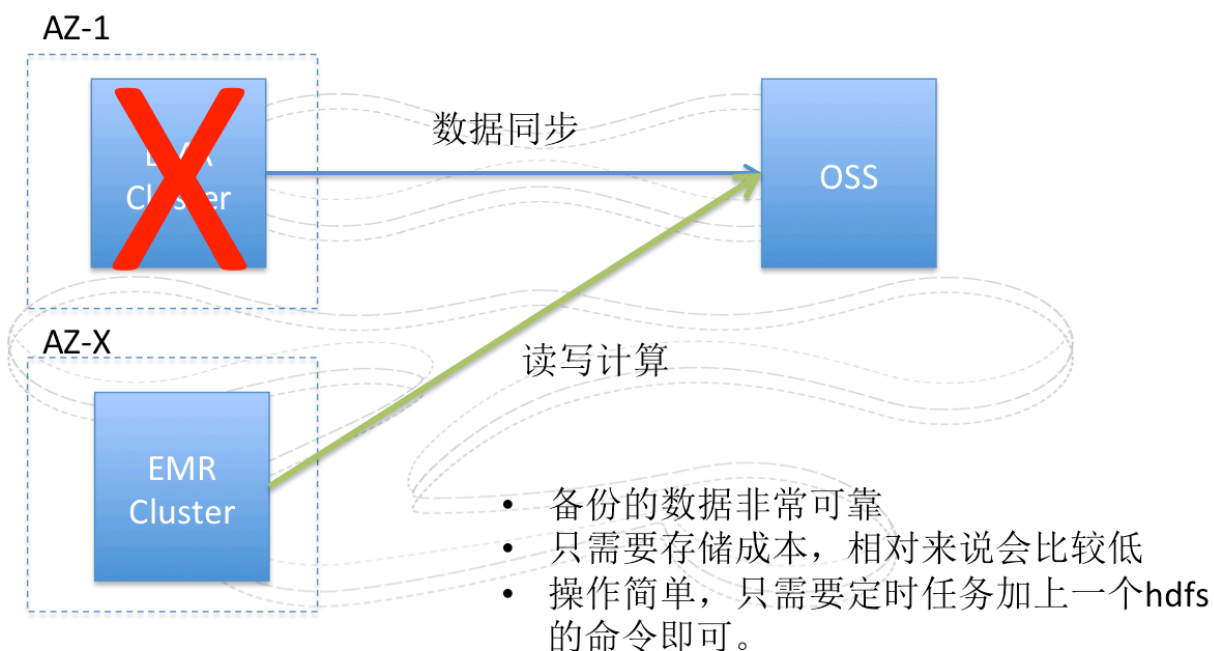 AZ-1
数据同步
OSS
Cluster
AZ-X
读写计算
EMR
Cluster
• 备份的数据非常可靠
• 只需要存储成本，相对来说会比较低
• 操作简单，只需要定时任务加上一个hdfs
的命令即可。